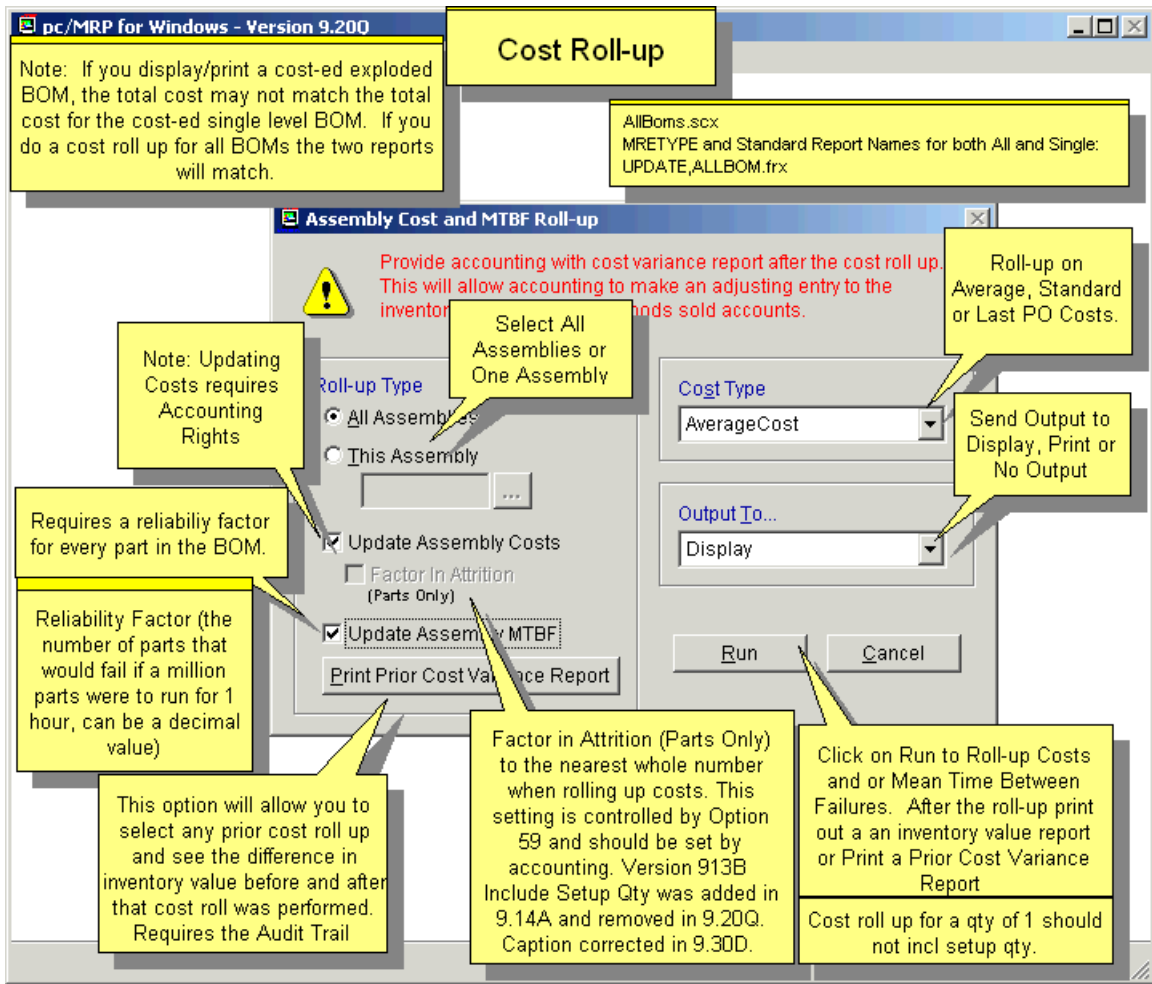 pc/MRP for Windows - Version 9.20Q
Cost Roll-up
Note: If you display/print a cost-ed exploded
BOM, the total cost may not match the total
cost for the cost-ed single level BOM. If you
do a cost roll up for all BOMs the two reports
will match.
AllBoms.scx
MRETYPE and Standard Report Names for both All and Single:
UPDATE,ALLBOM.frx
Assembly Cost and MTBF Roll-up
Provide accounting with cost variance report after the cost roll up.
This will allow accounting to make an adjusting entry to the
inventor
ods sold accounts.
Roll-up on
Average, Standard
or Last PO Costs.
Select All
Assemblies or
One Assembly
Note: Updating
Costs requires
Accounting
Rights
Roll-up Type
All Assemblies
This Assembly
...
Cost Type
AverageCost
Send Output to
Display, Print or
No Output
Output To...
Display
Requires a reliabiliy factor
for every part in the BOM.
Update Assembly Costs
Factor In Attrition
(Parts Only)
Update Assembly MTBF
Print Prior Cost Variance Report
Run
Cancel
Reliability Factor (the
number of parts that
would fail if a million
parts were to run for 1
hour, can be a decimal
value)
This option will allow you to
select any prior cost roll up
and see the difference in
inventory value before and after
that cost roll was performed.
Requires the Audit Trail
Factor in Attrition (Parts Only)
to the nearest whole number
when rolling up costs. This
setting is controlled by Option
59 and should be set by
accounting. Version 913B
Include Setup Qty was added in
9.14A and removed in 9.20Q.
Caption corrected in 9.30D.
Click on Run to Roll-up Costs
and or Mean Time Between
Failures. After the roll-up print
out a an inventory value report
or Print a Prior Cost Variance
Report
Cost roll up for a qty of 1 should
not incl setup qty.